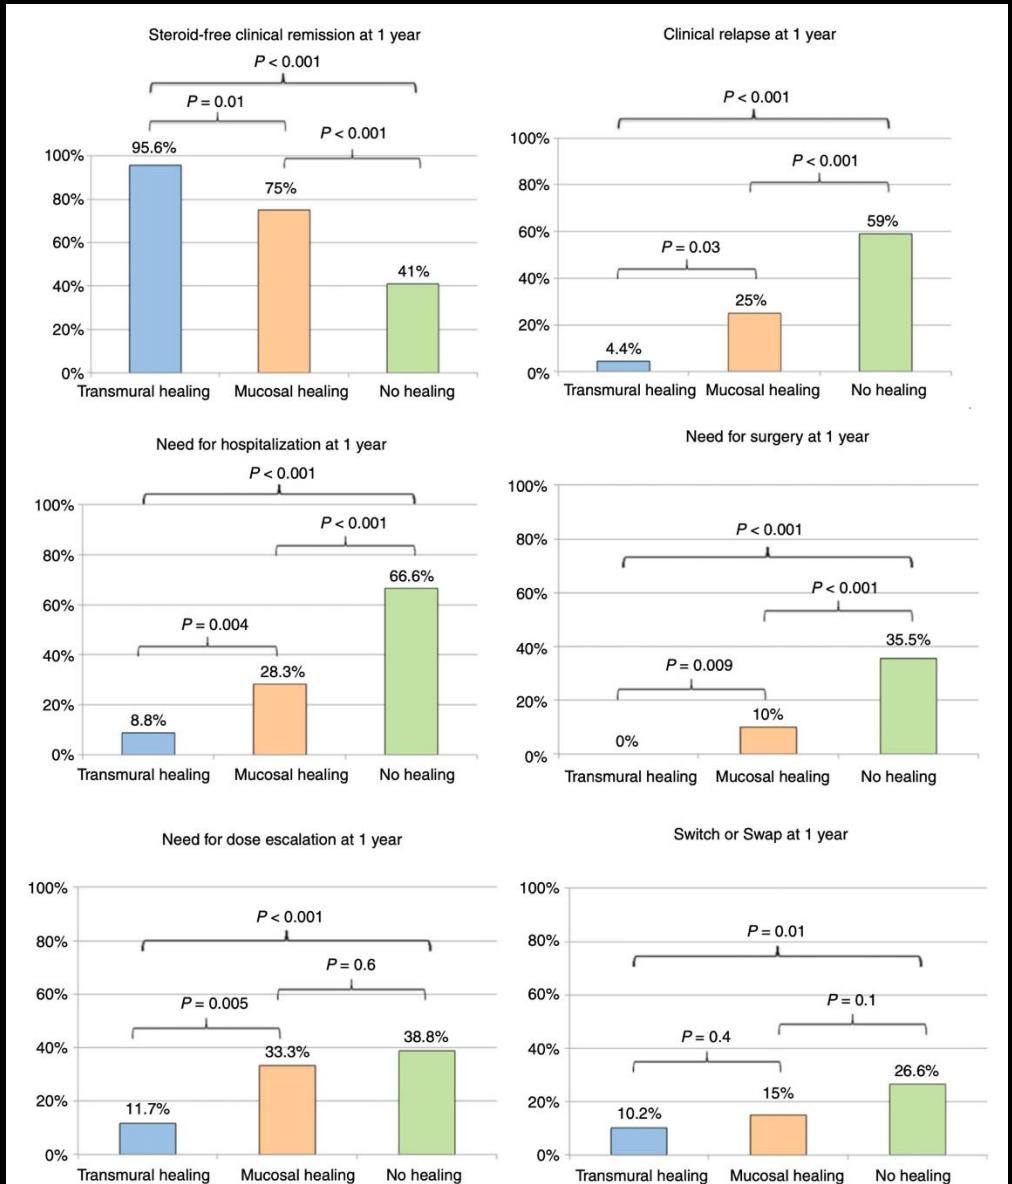 Steroid-free clinical remission at 1 year
P < 0.001
P = 0.01
P < 0.001
100%
95.6%
80%
75%
60%
40%
41%
20%
0%
Transmural healing Mucosal healing No healing
Clinical relapse at 1 year
P < 0.001
100%
P < 0.001
80%
60%
59%
P = 0.03
40%
25%
20%
4.4%
0%
Transmural healing Mucosal healing No healing
Need for hospitalization at 1 year
P < 0.001
100%
P < 0.001
80%
66.6%
60%
P = 0.004
40%
28.3%
20%
8.8%
0%
Transmural healing Mucosal healing No healing
Need for surgery at 1 year
100%
P < 0.001
80%
P < 0.001
60%
35.5%
40%
P = 0.009
20%
10%
0%
0%
Transmural healing Mucosal healing No healing
Need for dose escalation at 1 year
100%
P < 0.001
80%
P = 0.6
60%
P = 0.005
40%
33.3%
38.8%
20%
11.7%
0%
Transmural healing Mucosal healing No healing
Switch or Swap at 1 year
100%
P = 0.01
80%
60%
P = 0.1
P = 0.4
40%
26.6%
20%
15%
10.2%
0%
Transmural healing Mucosal healing No healing